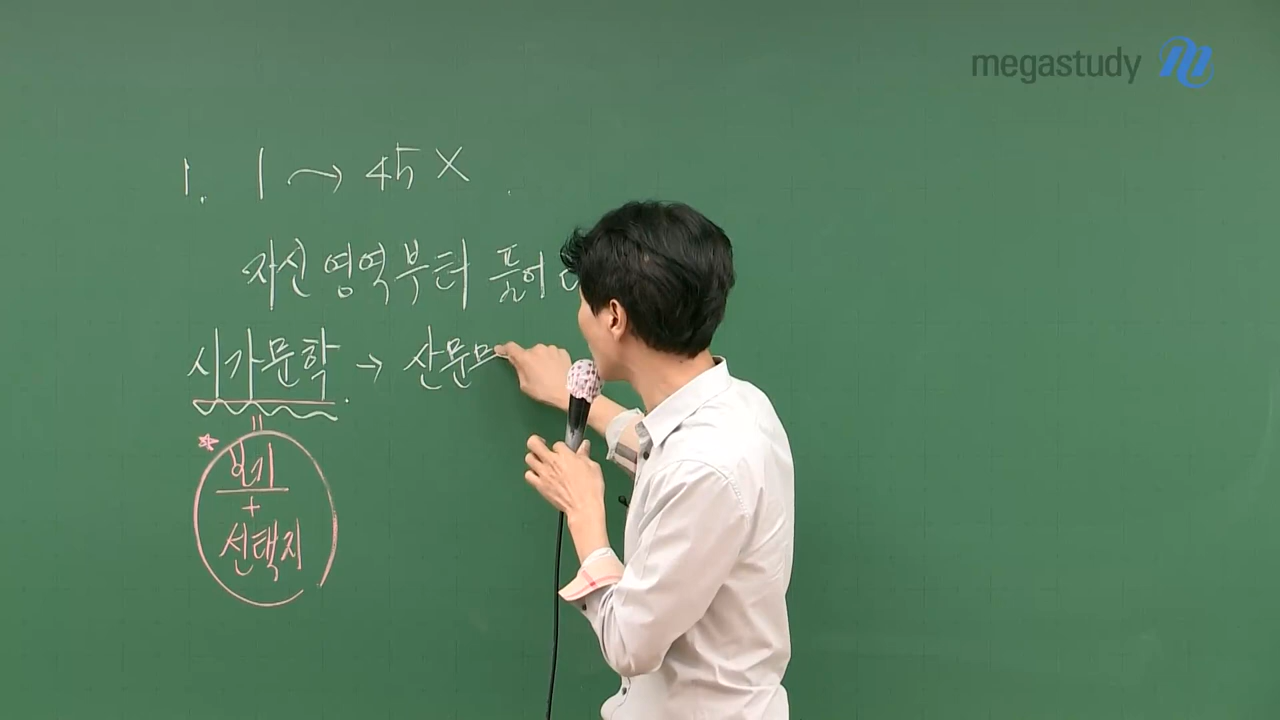 megastudy
1. 1 → 45 X
자신 영역부터 풀어
시가문학 → 산문
=
보기
+
선택지